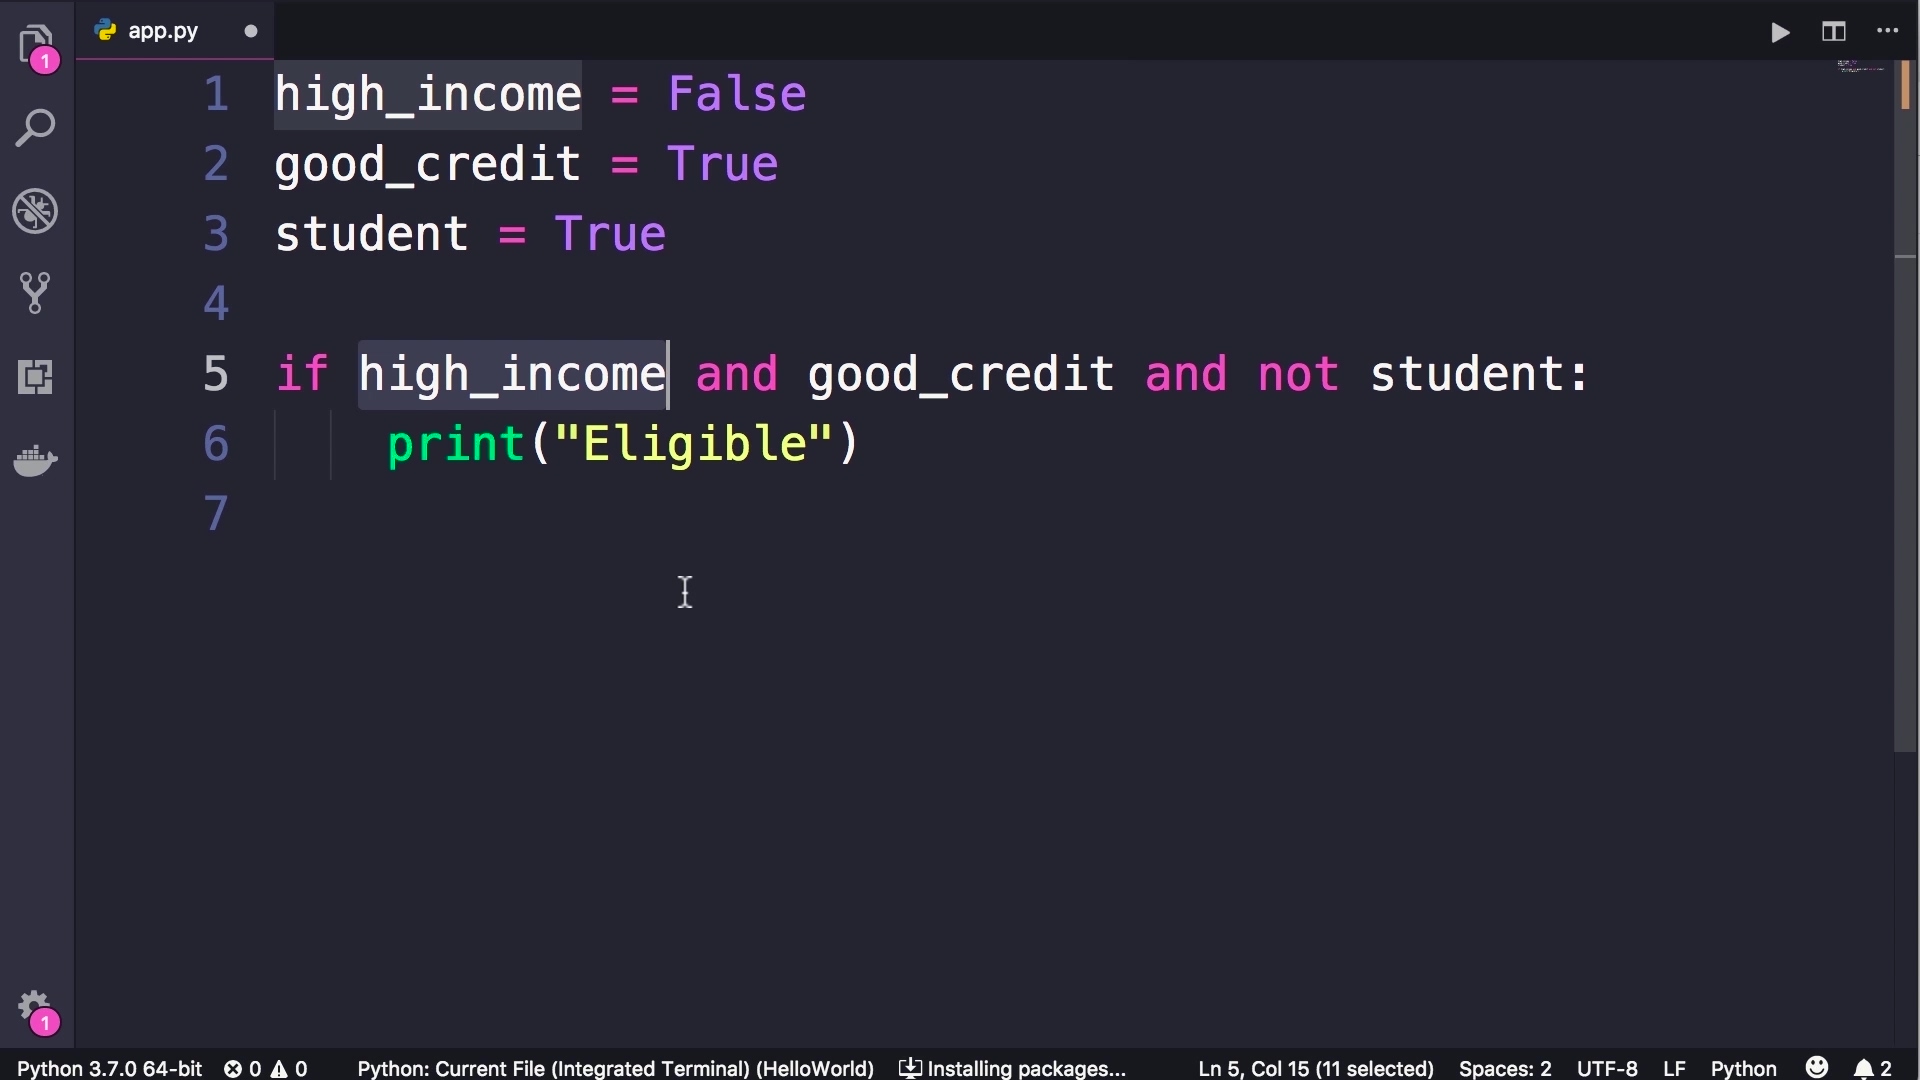 app.py
1 high_income = False
2 good_credit = True
3 student = True
4
5 if high_income and good_credit and not student:
6     print("Eligible")
7
1
1
Python 3.7.0 64-bit 0 0 Python: Current File (Integrated Terminal) (HelloWorld) Installing packages... Ln 5, Col 15 (11 selected) Spaces: 2 UTF-8 LF Python 2